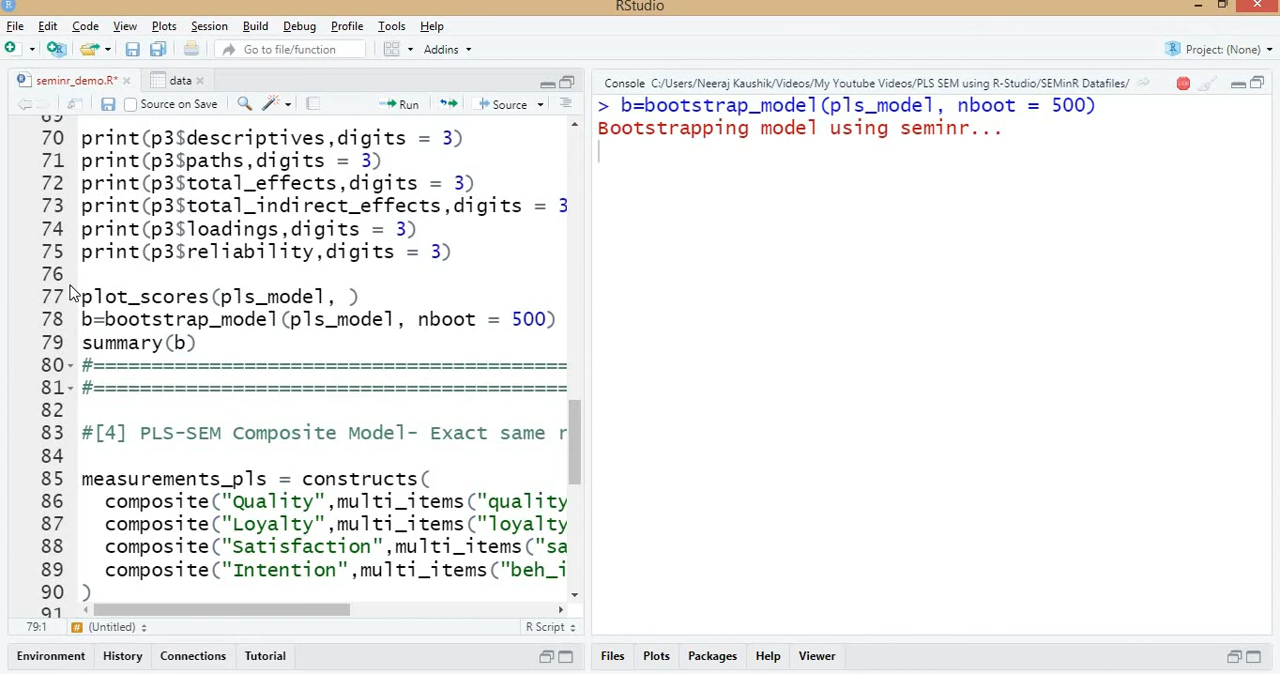 RStudio
File Edit Code View Plots Session Build Debug Profile Tools Help
Go to file/function Addins Project: (None)
seminr_demo.R* data
Source on Save Run Source
69
70 print(p3$descriptives,digits = 3)
71 print(p3$paths,digits = 3)
72 print(p3$total_effects,digits = 3)
73 print(p3$total_indirect_effects,digits = 3
74 print(p3$loadings,digits = 3)
75 print(p3$reliability,digits = 3)
76
77 plot_scores(pls_model, )
78 b=bootstrap_model(pls_model, nboot = 500)
79 summary(b)
80 #=========================================
81 #=========================================
82
83 #[4] PLS-SEM Composite Model- Exact same r
84
85 measurements_pls = constructs(
86 composite("Quality",multi_items("quality
87 composite("Loyalty",multi_items("loyalty
88 composite("Satisfaction",multi_items("sa
89 composite("Intention",multi_items("beh_i
90 )
91
79:1 # (Untitled) R Script
Environment History Connections Tutorial
Console C:/Users/Neeraj Kaushik/Videos/My Youtube Videos/PLS SEM using R-Studio/SEMinR Datafiles/
> b=bootstrap_model(pls_model, nboot = 500)
Bootstrapping model using seminr...
Files Plots Packages Help Viewer